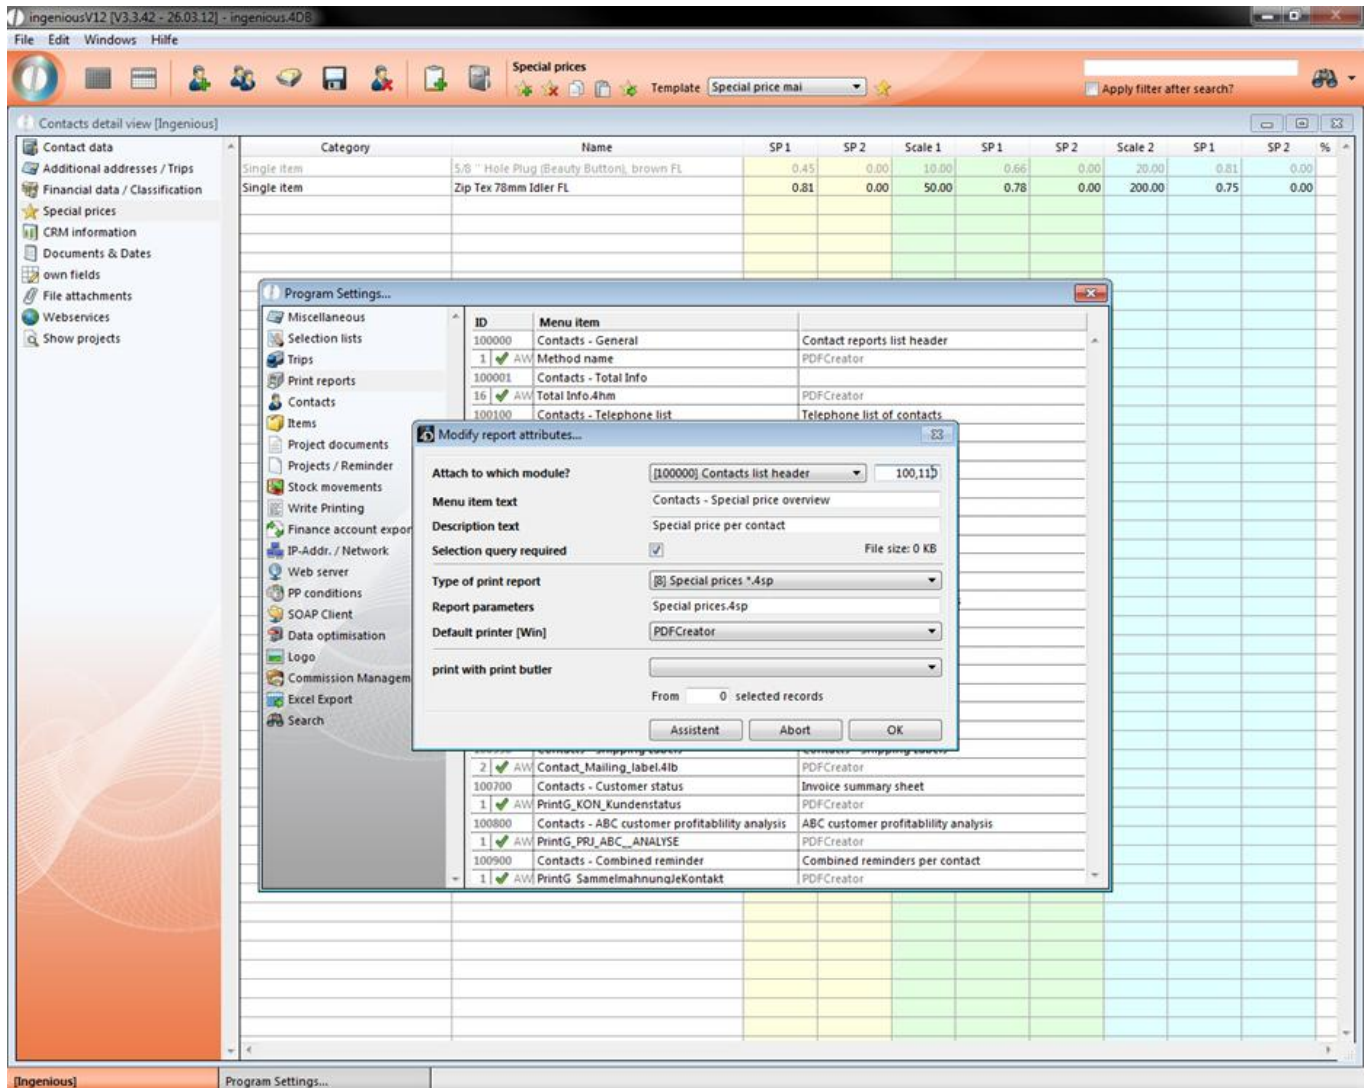 ingeniousV12 [V3.3.42 - 26.03.12] - ingenious.4DB
File Edit Windows Hilfe
Special prices
Template Special price mai
Apply filter after search?
Contacts detail view [Ingenious]
Contact data
Additional addresses / Trips
Financial data / Classification
Special prices
CRM information
Documents & Dates
own fields
File attachments
Webservices
Show projects
Category Name SP 1 SP 2 Scale 1 SP 1 SP 2 Scale 2 SP 1 SP 2 %
Single item 5/8 " Hole Plug (Beauty Button), brown FL 0.45 0.00 10.00 0.66 0.00 20.00 0.81 0.00
Single item Zip Tex 78mm Idler FL 0.81 0.00 50.00 0.78 0.00 200.00 0.75 0.00
Program Settings...
Miscellaneous
Selection lists
Trips
Print reports
Contacts
Items
Project documents
Projects / Reminder
Stock movements
Write Printing
Finance account expor
IP-Addr. / Network
Web server
PP conditions
SOAP Client
Data optimisation
Logo
Commission Managem
Excel Export
Search
ID Menu item
100000 Contacts - General Contact reports list header
1 AW Method name PDFCreator
100001 Contacts - Total Info
16 AW Total Info.4hm PDFCreator
100100 Contacts - Telephone list Telephone list of contacts
Modify report attributes...
Attach to which module? [100000] Contacts list header 100,11
Menu item text Contacts - Special price overview
Description text Special price per contact
Selection query required File size: 0 KB
Type of print report [8] Special prices *.4sp
Report parameters Special prices.4sp
Default printer [Win] PDFCreator
print with print butler
From 0 selected records
Assistent Abort OK
2 AW Contact_Mailing_label.4lb PDFCreator
100700 Contacts - Customer status Invoice summary sheet
1 AW PrintG_KON_Kundenstatus PDFCreator
100800 Contacts - ABC customer profitablility analysis ABC customer profitablility analysis
1 AW PrintG_PRJ_ABC__ANALYSE PDFCreator
100900 Contacts - Combined reminder Combined reminders per contact
1 AW PrintG_SammelmahnungJeKontakt PDFCreator
[Ingenious] Program Settings...